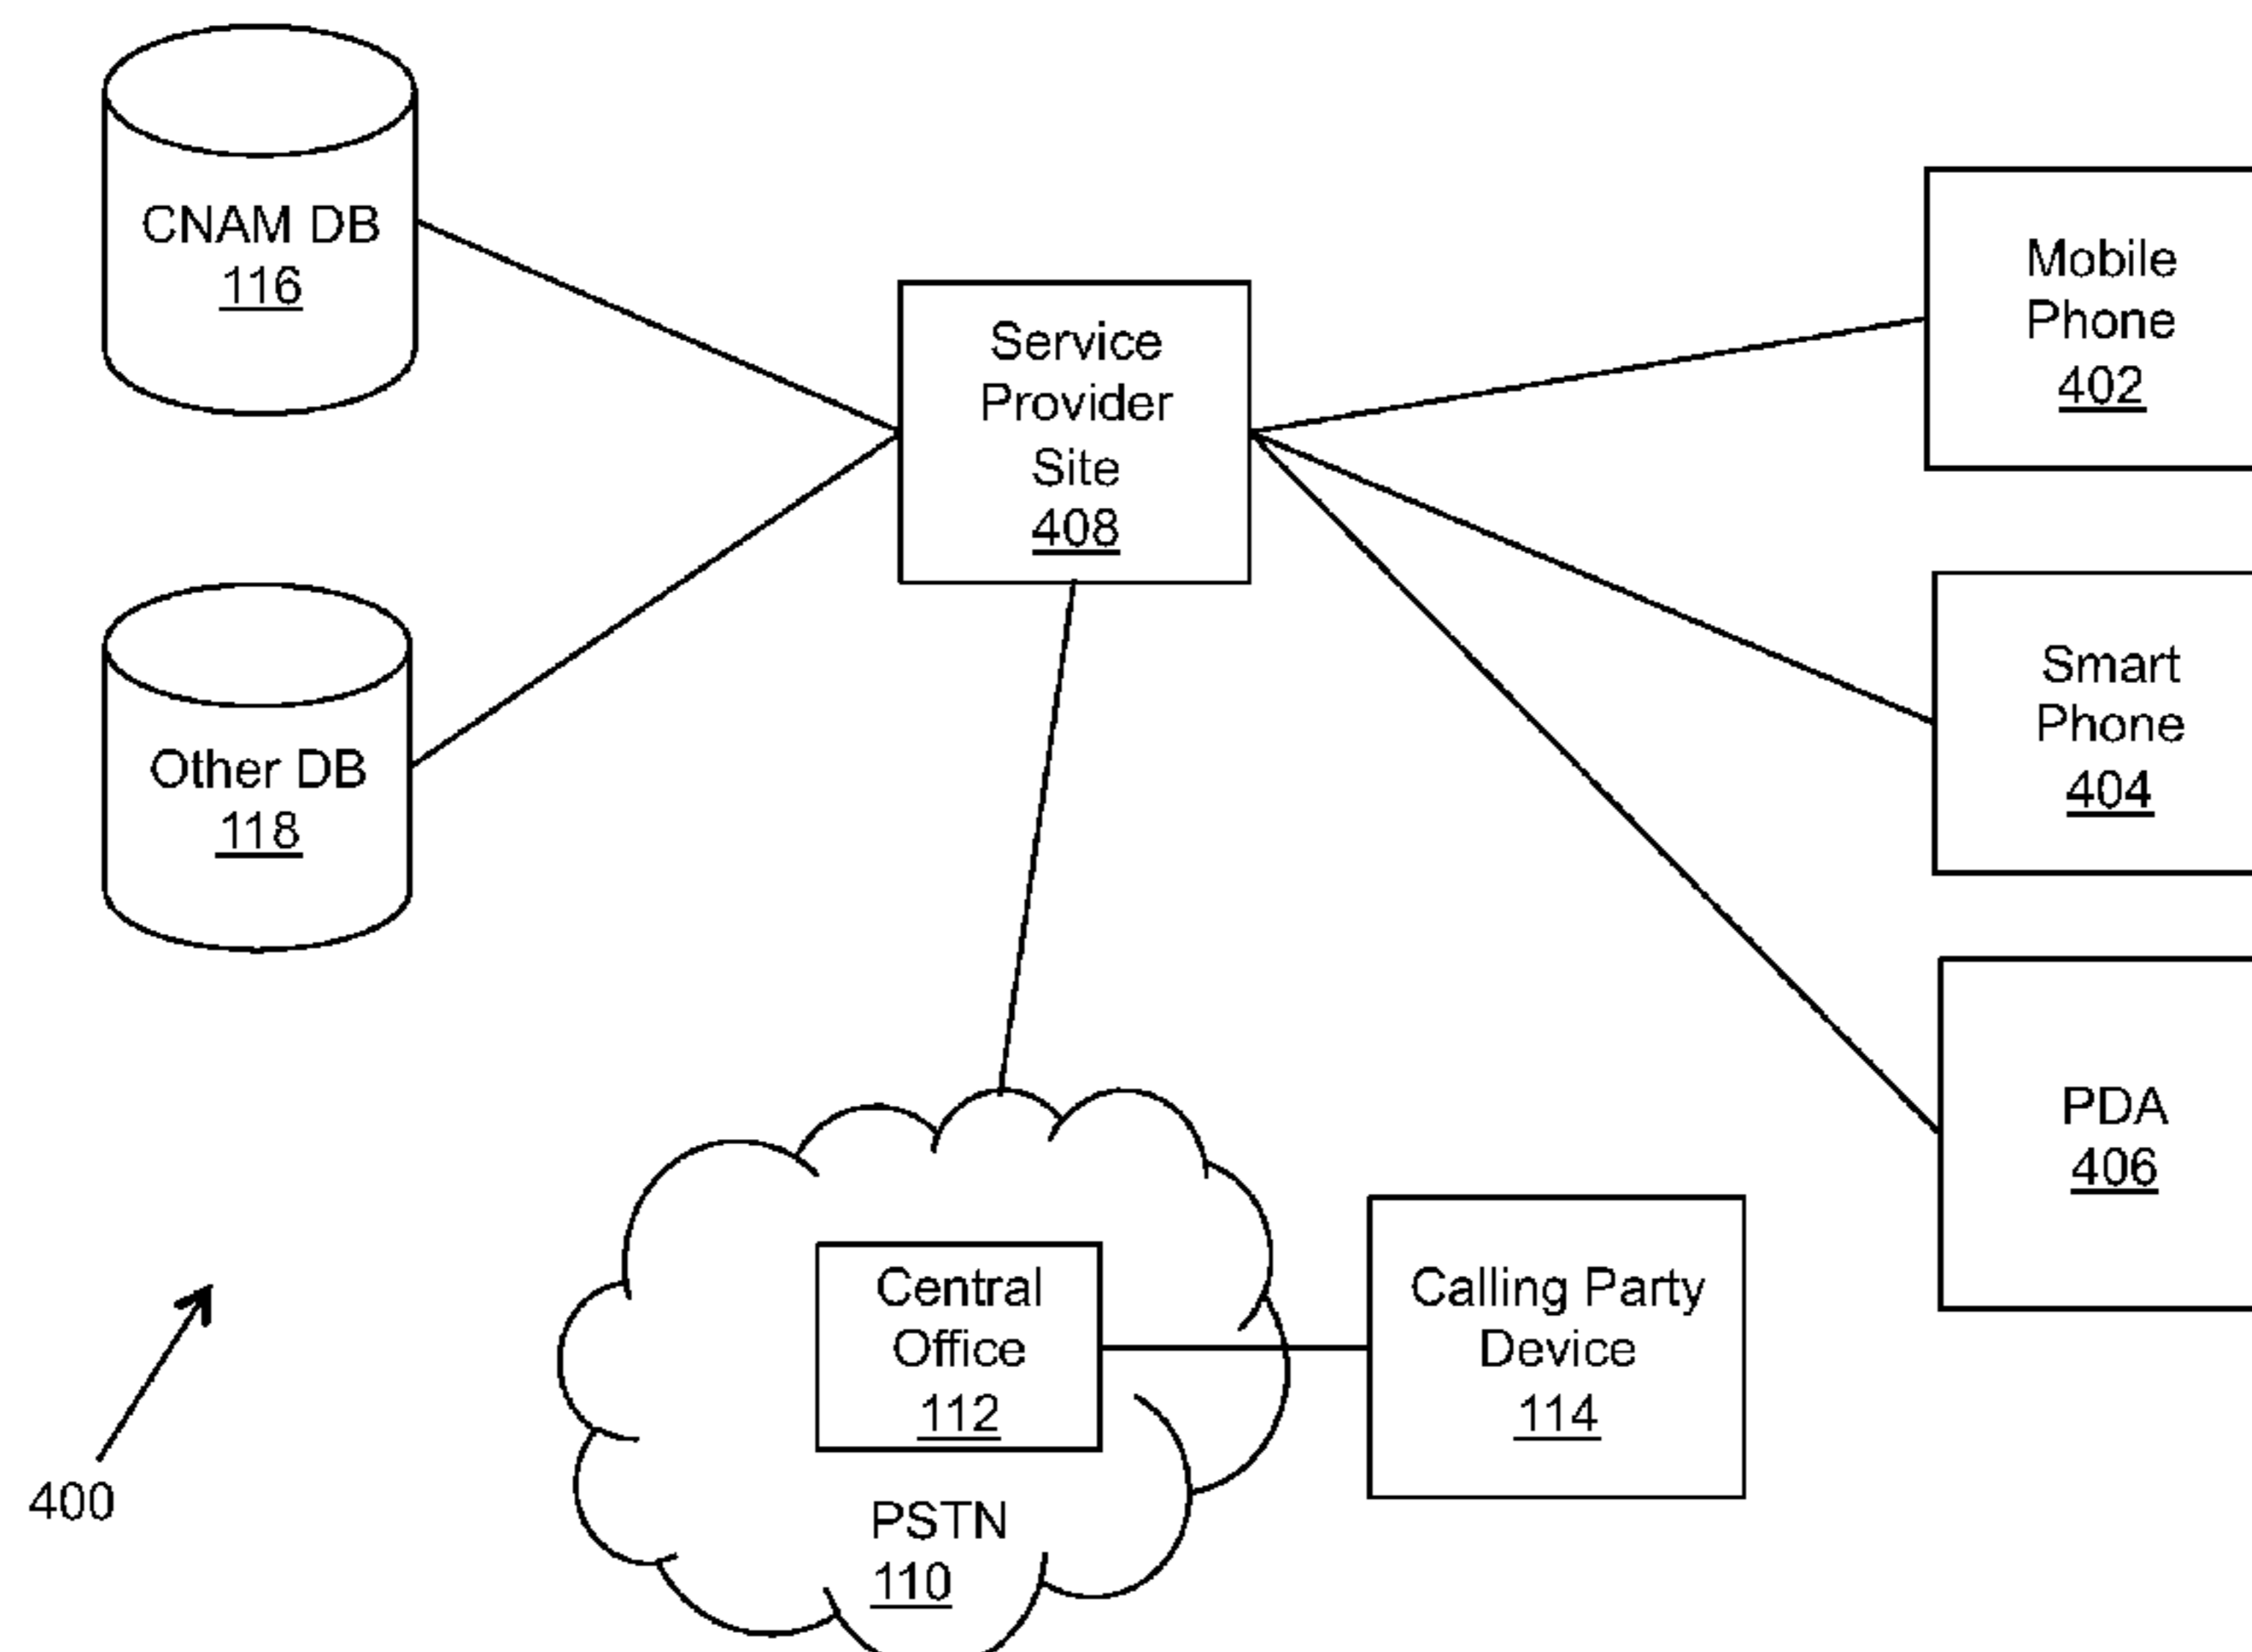 CNAM DB
116
Service
Provider
Site
408
Mobile
Phone
402
Other DB
118
Smart
Phone
404
PDA
406
Central
Office
112
Calling Party
Device
114
PSTN
110
400